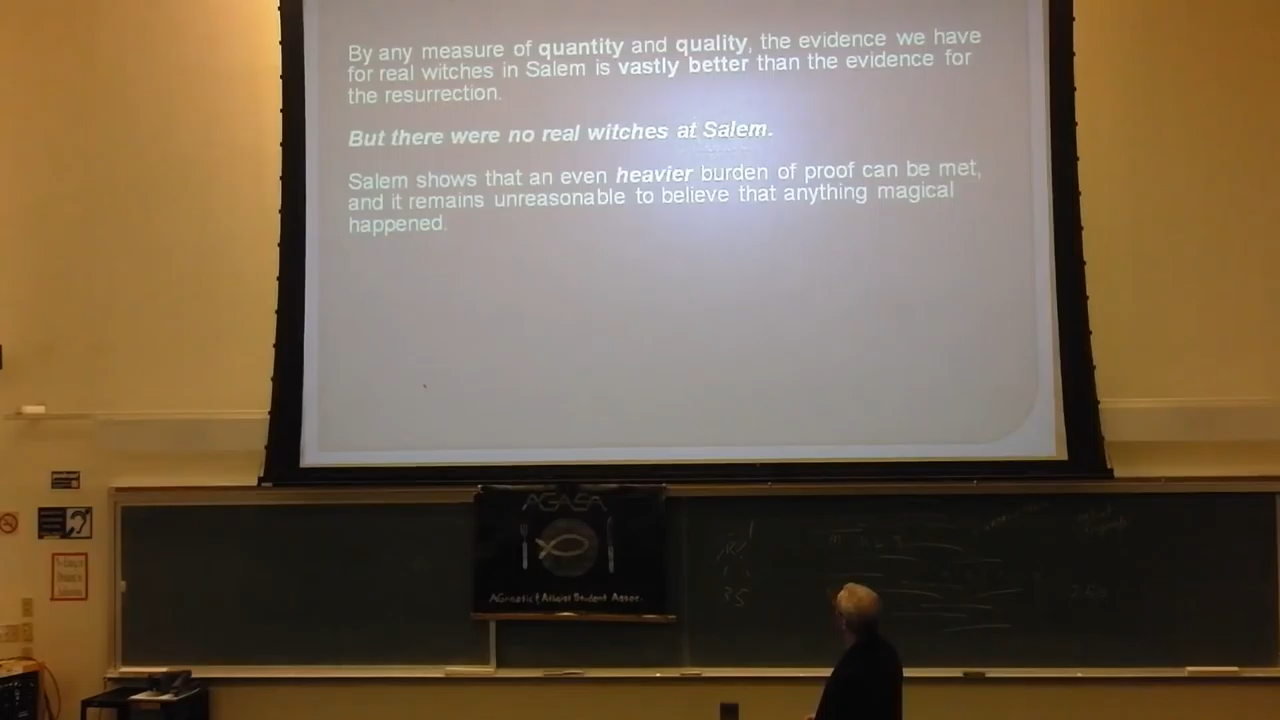 By any measure of quantity and quality, the evidence we have
for real witches in Salem is vastly better than the evidence for
the resurrection.
But there were no real witches at Salem.
Salem shows that an even heavier burden of proof can be met,
and it remains unreasonable to believe that anything magical
happened.
AGASA
AGnostic & Atheist Student Assoc.